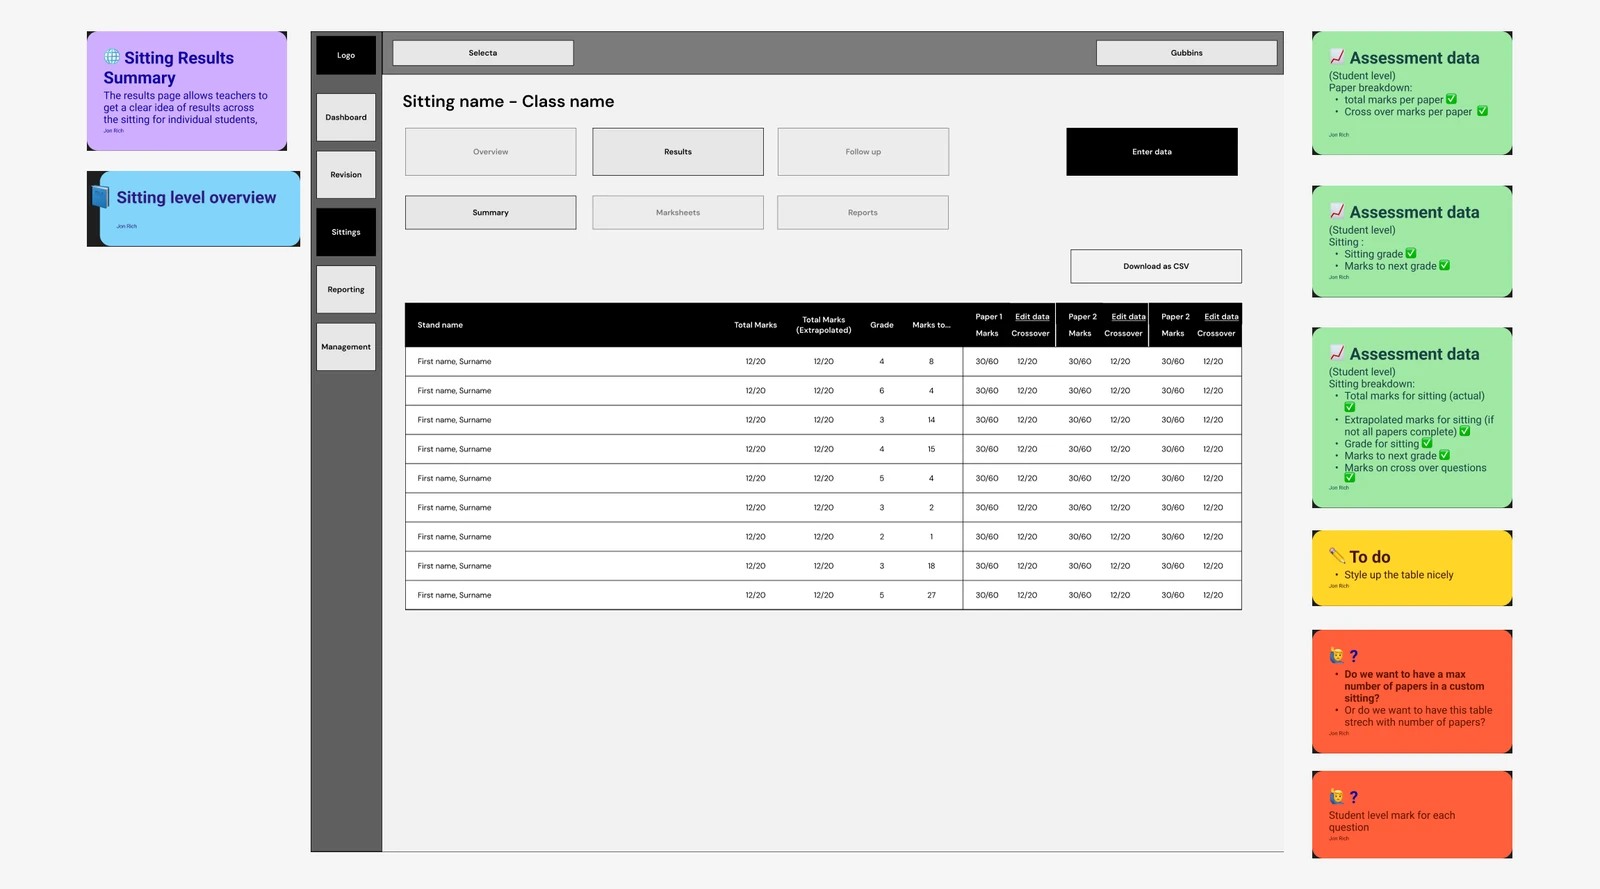 🌐 Sitting Results
Summary
The results page allows teachers to
get a clear idea of results across
the sitting for individual students,
Jon Rich
Sitting level overview
Jon Rich
Logo
Selecta
Gubbins
Dashboard
Revision
Sittings
Reporting
Management
Sitting name - Class name
Overview
Results
Follow up
Enter data
Summary
Marksheets
Reports
Download as CSV
Stand name Total Marks Total Marks (Extrapolated) Grade Marks to... Paper 1 Edit data Paper 2 Edit data Paper 2 Edit data
Marks Crossover Marks Crossover Marks Crossover
First name, Surname 12/20 12/20 4 8 30/60 12/20 30/60 12/20 30/60 12/20
First name, Surname 12/20 12/20 6 4 30/60 12/20 30/60 12/20 30/60 12/20
First name, Surname 12/20 12/20 3 14 30/60 12/20 30/60 12/20 30/60 12/20
First name, Surname 12/20 12/20 4 15 30/60 12/20 30/60 12/20 30/60 12/20
First name, Surname 12/20 12/20 5 4 30/60 12/20 30/60 12/20 30/60 12/20
First name, Surname 12/20 12/20 3 2 30/60 12/20 30/60 12/20 30/60 12/20
First name, Surname 12/20 12/20 2 1 30/60 12/20 30/60 12/20 30/60 12/20
First name, Surname 12/20 12/20 3 18 30/60 12/20 30/60 12/20 30/60 12/20
First name, Surname 12/20 12/20 5 27 30/60 12/20 30/60 12/20 30/60 12/20
📈 Assessment data
(Student level)
Paper breakdown:
• total marks per paper ✅
• Cross over marks per paper ✅
Jon Rich
📈 Assessment data
(Student level)
Sitting :
• Sitting grade ✅
• Marks to next grade ✅
Jon Rich
📈 Assessment data
(Student level)
Sitting breakdown:
• Total marks for sitting (actual)
✅
• Extrapolated marks for sitting (if
not all papers complete) ✅
• Grade for sitting ✅
• Marks to next grade ✅
• Marks on cross over questions
✅
Jon Rich
✏️ To do
• Style up the table nicely
Jon Rich
🙋‍♂️ ?
• Do we want to have a max
number of papers in a custom
sitting?
• Or do we want to have this table
strech with number of papers?
Jon Rich
🙋‍♂️ ?
Student level mark for each
question
Jon Rich